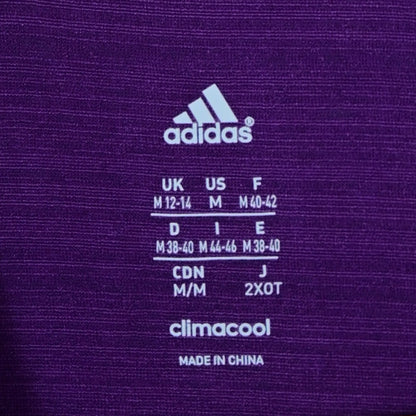 adidas®
UK US F
M 12-14 M M 40-42
D I E
M 38-40 M 44-46 M 38-40
CDN J
M/M 2XOT
climacool
MADE IN CHINA